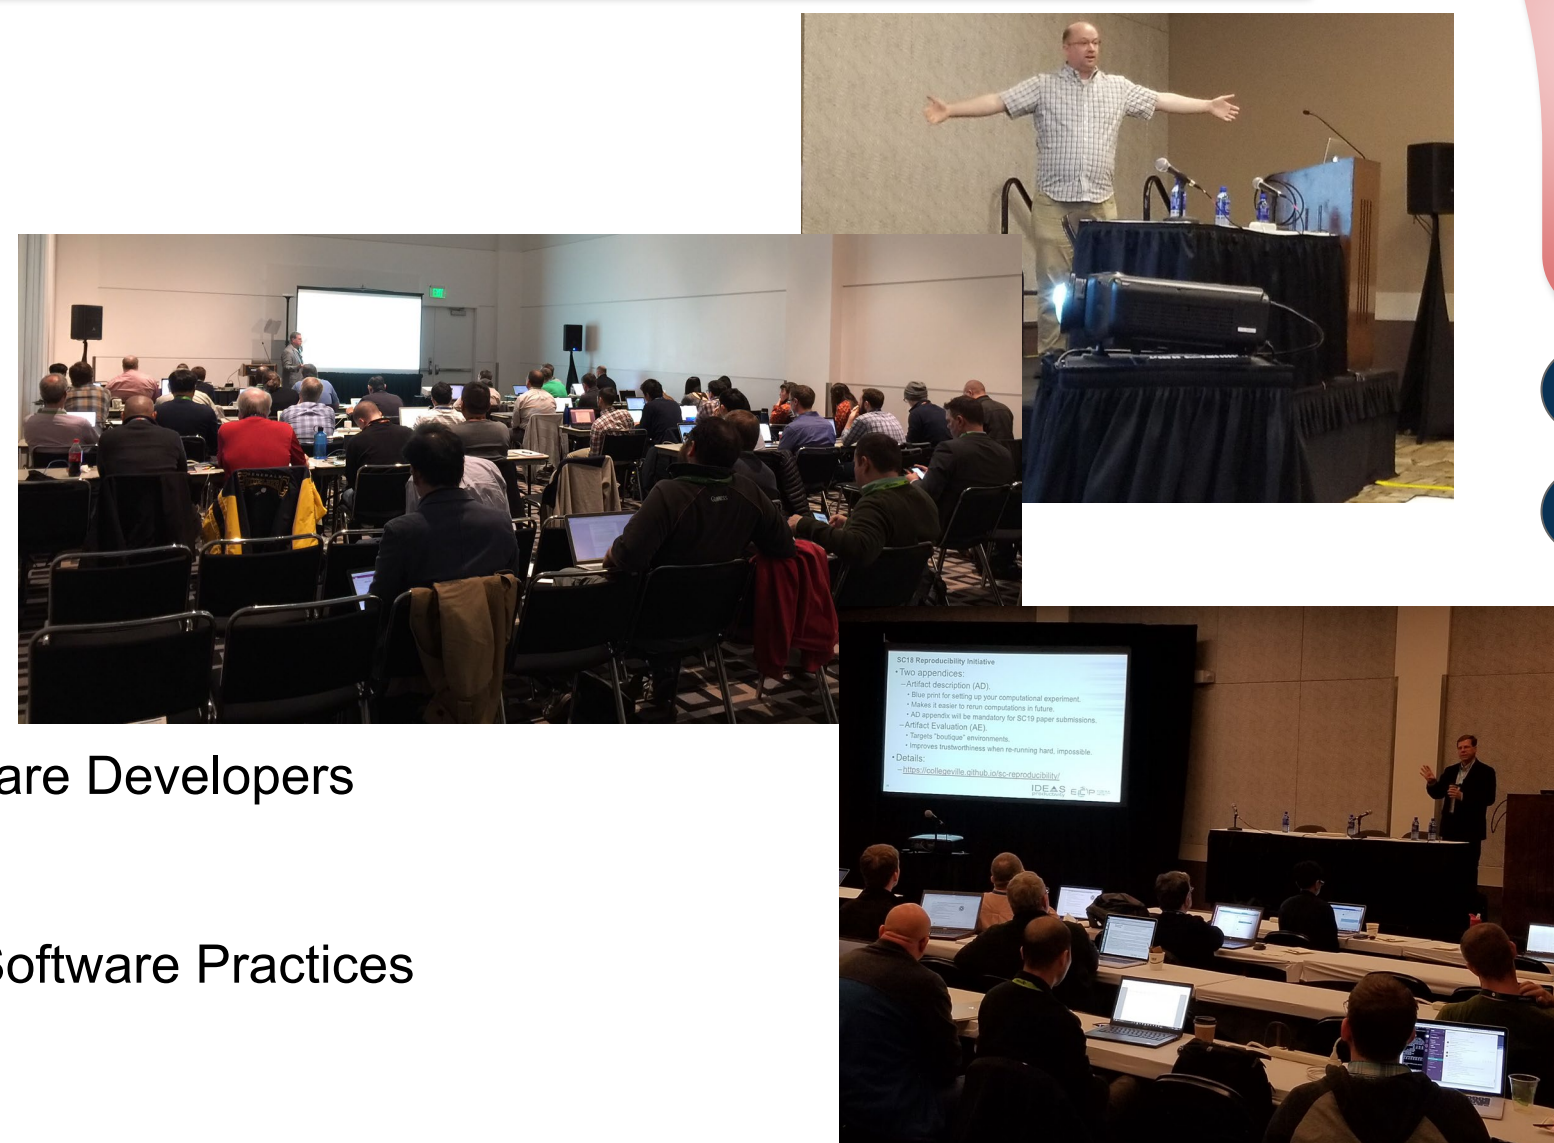 SC18 Reproducibility Initiative
• Two appendices:
–Artifact description (AD).
• Blue print for setting up your computational experiment.
• Makes it easier to rerun computations in future.
• AD appendix will be mandatory for SC19 paper submissions.
–Artifact Evaluation (AE).
• Targets "boutique" environments.
• Improves trustworthiness when re-running hard, impossible.
• Details:
–https://collegeville.github.io/sc-reproducibility/
IDEAS
productivity
ECP
are Developers
Software Practices